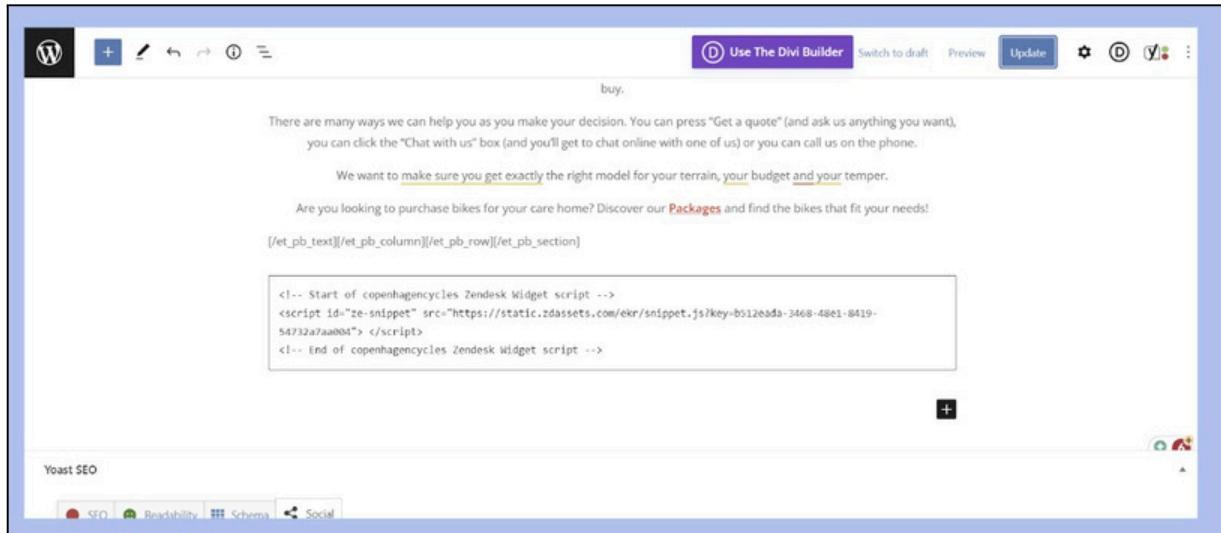 Use The Divi Builder Switch to draft Preview Update
buy.
There are many ways we can help you as you make your decision. You can press "Get a quote" (and ask us anything you want),
you can click the "Chat with us" box (and you'll get to chat online with one of us) or you can call us on the phone.
We want to make sure you get exactly the right model for your terrain, your budget and your temper.
Are you looking to purchase bikes for your care home? Discover our Packages and find the bikes that fit your needs!
[/et_pb_text][/et_pb_column][/et_pb_row][/et_pb_section]
<!-- Start of copenhagencycles Zendesk Widget script -->
<script id="ze-snippet" src="https://static.zdassets.com/ekr/snippet.js?key=b512eada-3468-48e1-8419-
54732a7aa004"> </script>
<!-- End of copenhagencycles Zendesk Widget script -->
Yoast SEO
SEO Readability Schema Social